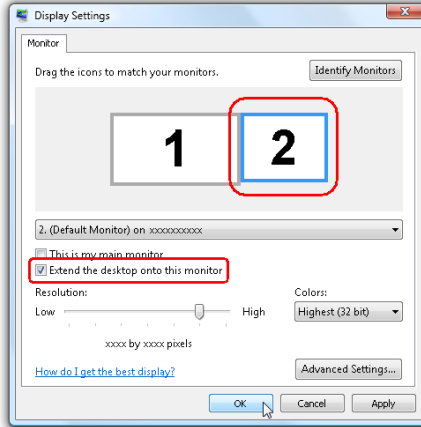 Display Settings
Monitor
Drag the icons to match your monitors.
Identify Monitors
1
2
2. (Default Monitor) on xxxxxxxxxx
This is my main monitor
Extend the desktop onto this monitor
Resolution:
Colors:
Low
High
Highest (32 bit)
xxxx by xxxx pixels
How do I get the best display?
Advanced Settings...
OK
Cancel
Apply